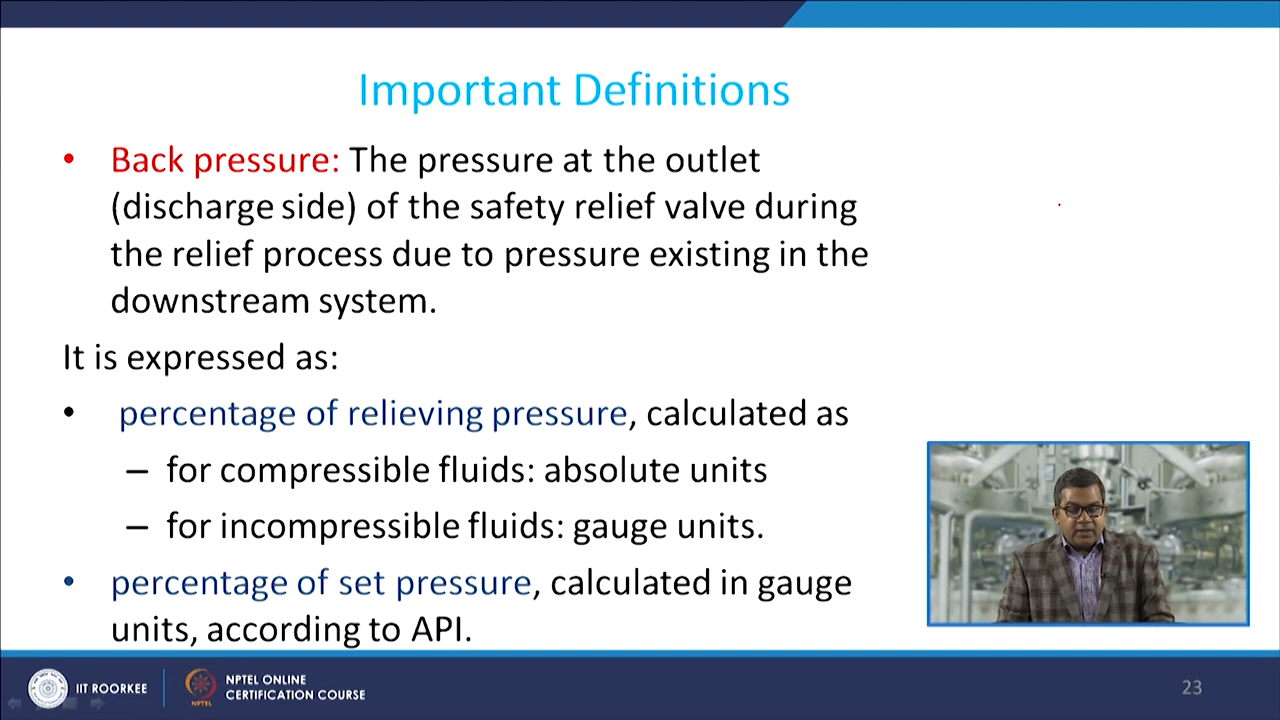 Important Definitions
• Back pressure: The pressure at the outlet
(discharge side) of the safety relief valve during
the relief process due to pressure existing in the
downstream system.
It is expressed as:
• percentage of relieving pressure, calculated as
– for compressible fluids: absolute units
– for incompressible fluids: gauge units.
• percentage of set pressure, calculated in gauge
units, according to API.
IIT ROORKEE
NPTEL
NPTEL ONLINE
CERTIFICATION COURSE
23